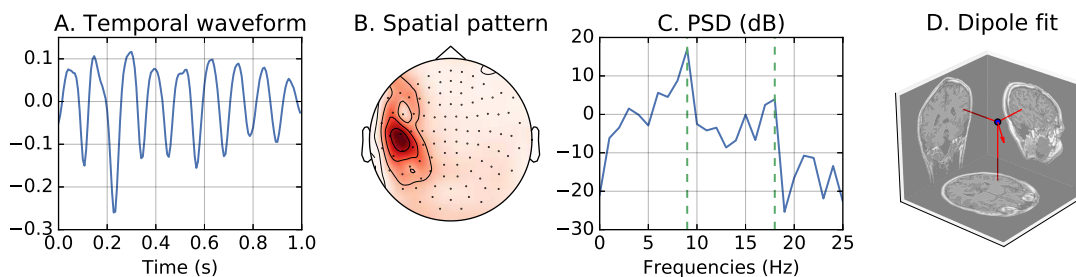 A. Temporal waveform
0.1
0.0
−0.1
−0.2
−0.3
0.0 0.2 0.4 0.6 0.8 1.0
Time (s)
B. Spatial pattern
C. PSD (dB)
20
10
0
−10
−20
−30
0 5 10 15 20 25
Frequencies (Hz)
D. Dipole fit